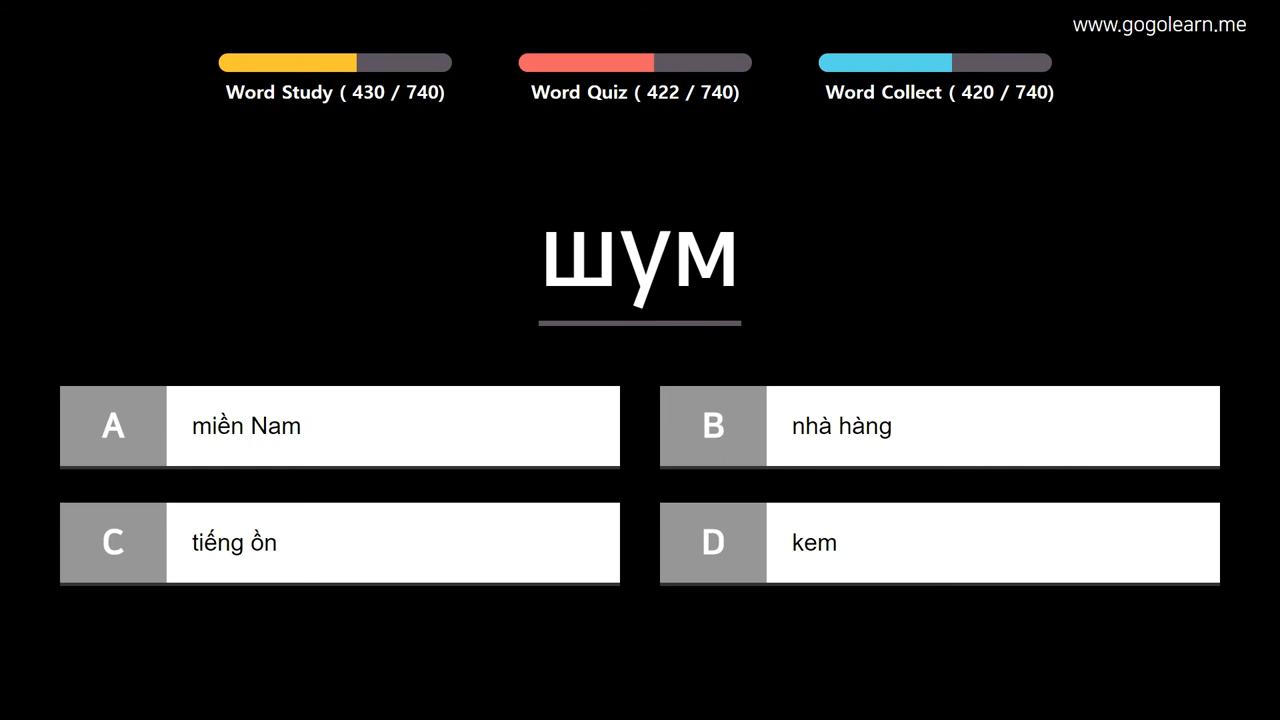 www.gogolearn.me
Word Study ( 430 / 740)
Word Quiz ( 422 / 740)
Word Collect ( 420 / 740)
шум
A miền Nam
B nhà hàng
C tiếng ồn
D kem